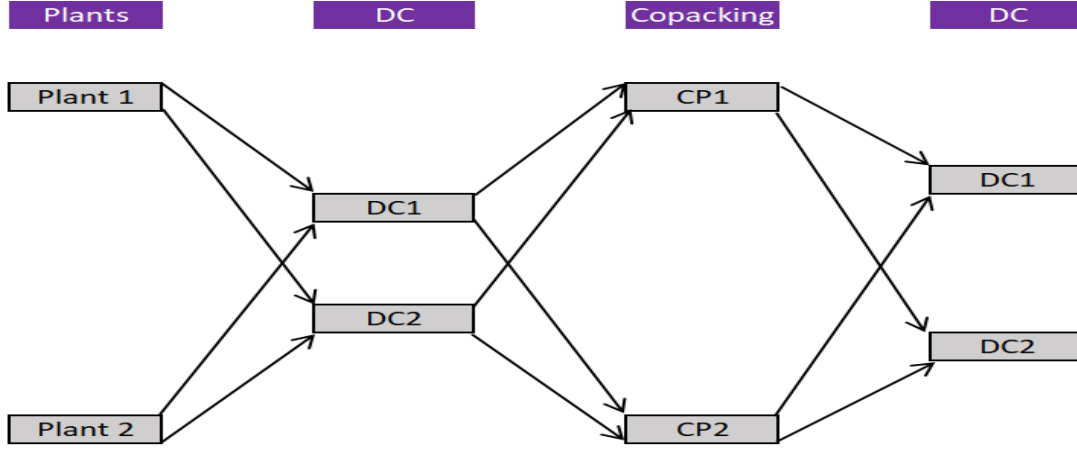 Plants
DC
Copacking
DC
Plant 1
CP1
DC1
DC1
DC2
DC2
Plant 2
CP2